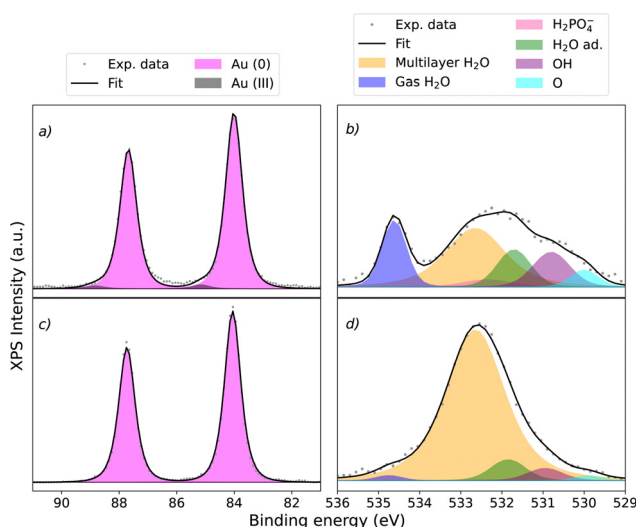 Exp. data
Fit
Au (0)
Au (III)
Exp. data
Fit
Multilayer H₂O
Gas H₂O
H₂PO₄⁻
H₂O ad.
OH
O
XPS Intensity (a.u.)
a)
b)
c)
d)
90 88 86 84 82
536 535 534 533 532 531 530 529
Binding energy (eV)